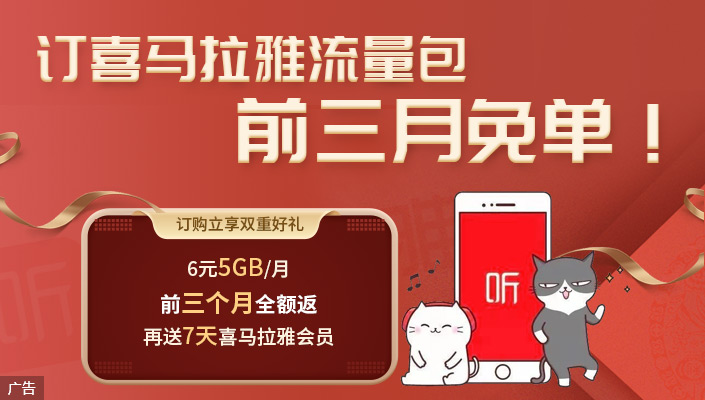 订喜马拉雅流量包
前三月免单！
订购立享双重好礼
6元5GB/月
前三个月全额返
再送7天喜马拉雅会员
听
广告